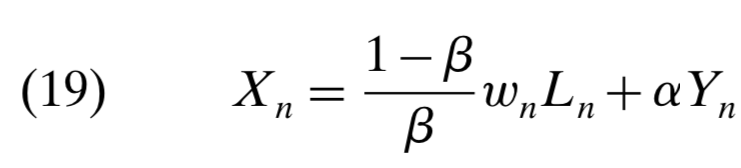 (19) $X_n = \frac{1-\beta}{\beta} w_n L_n + \alpha Y_n$